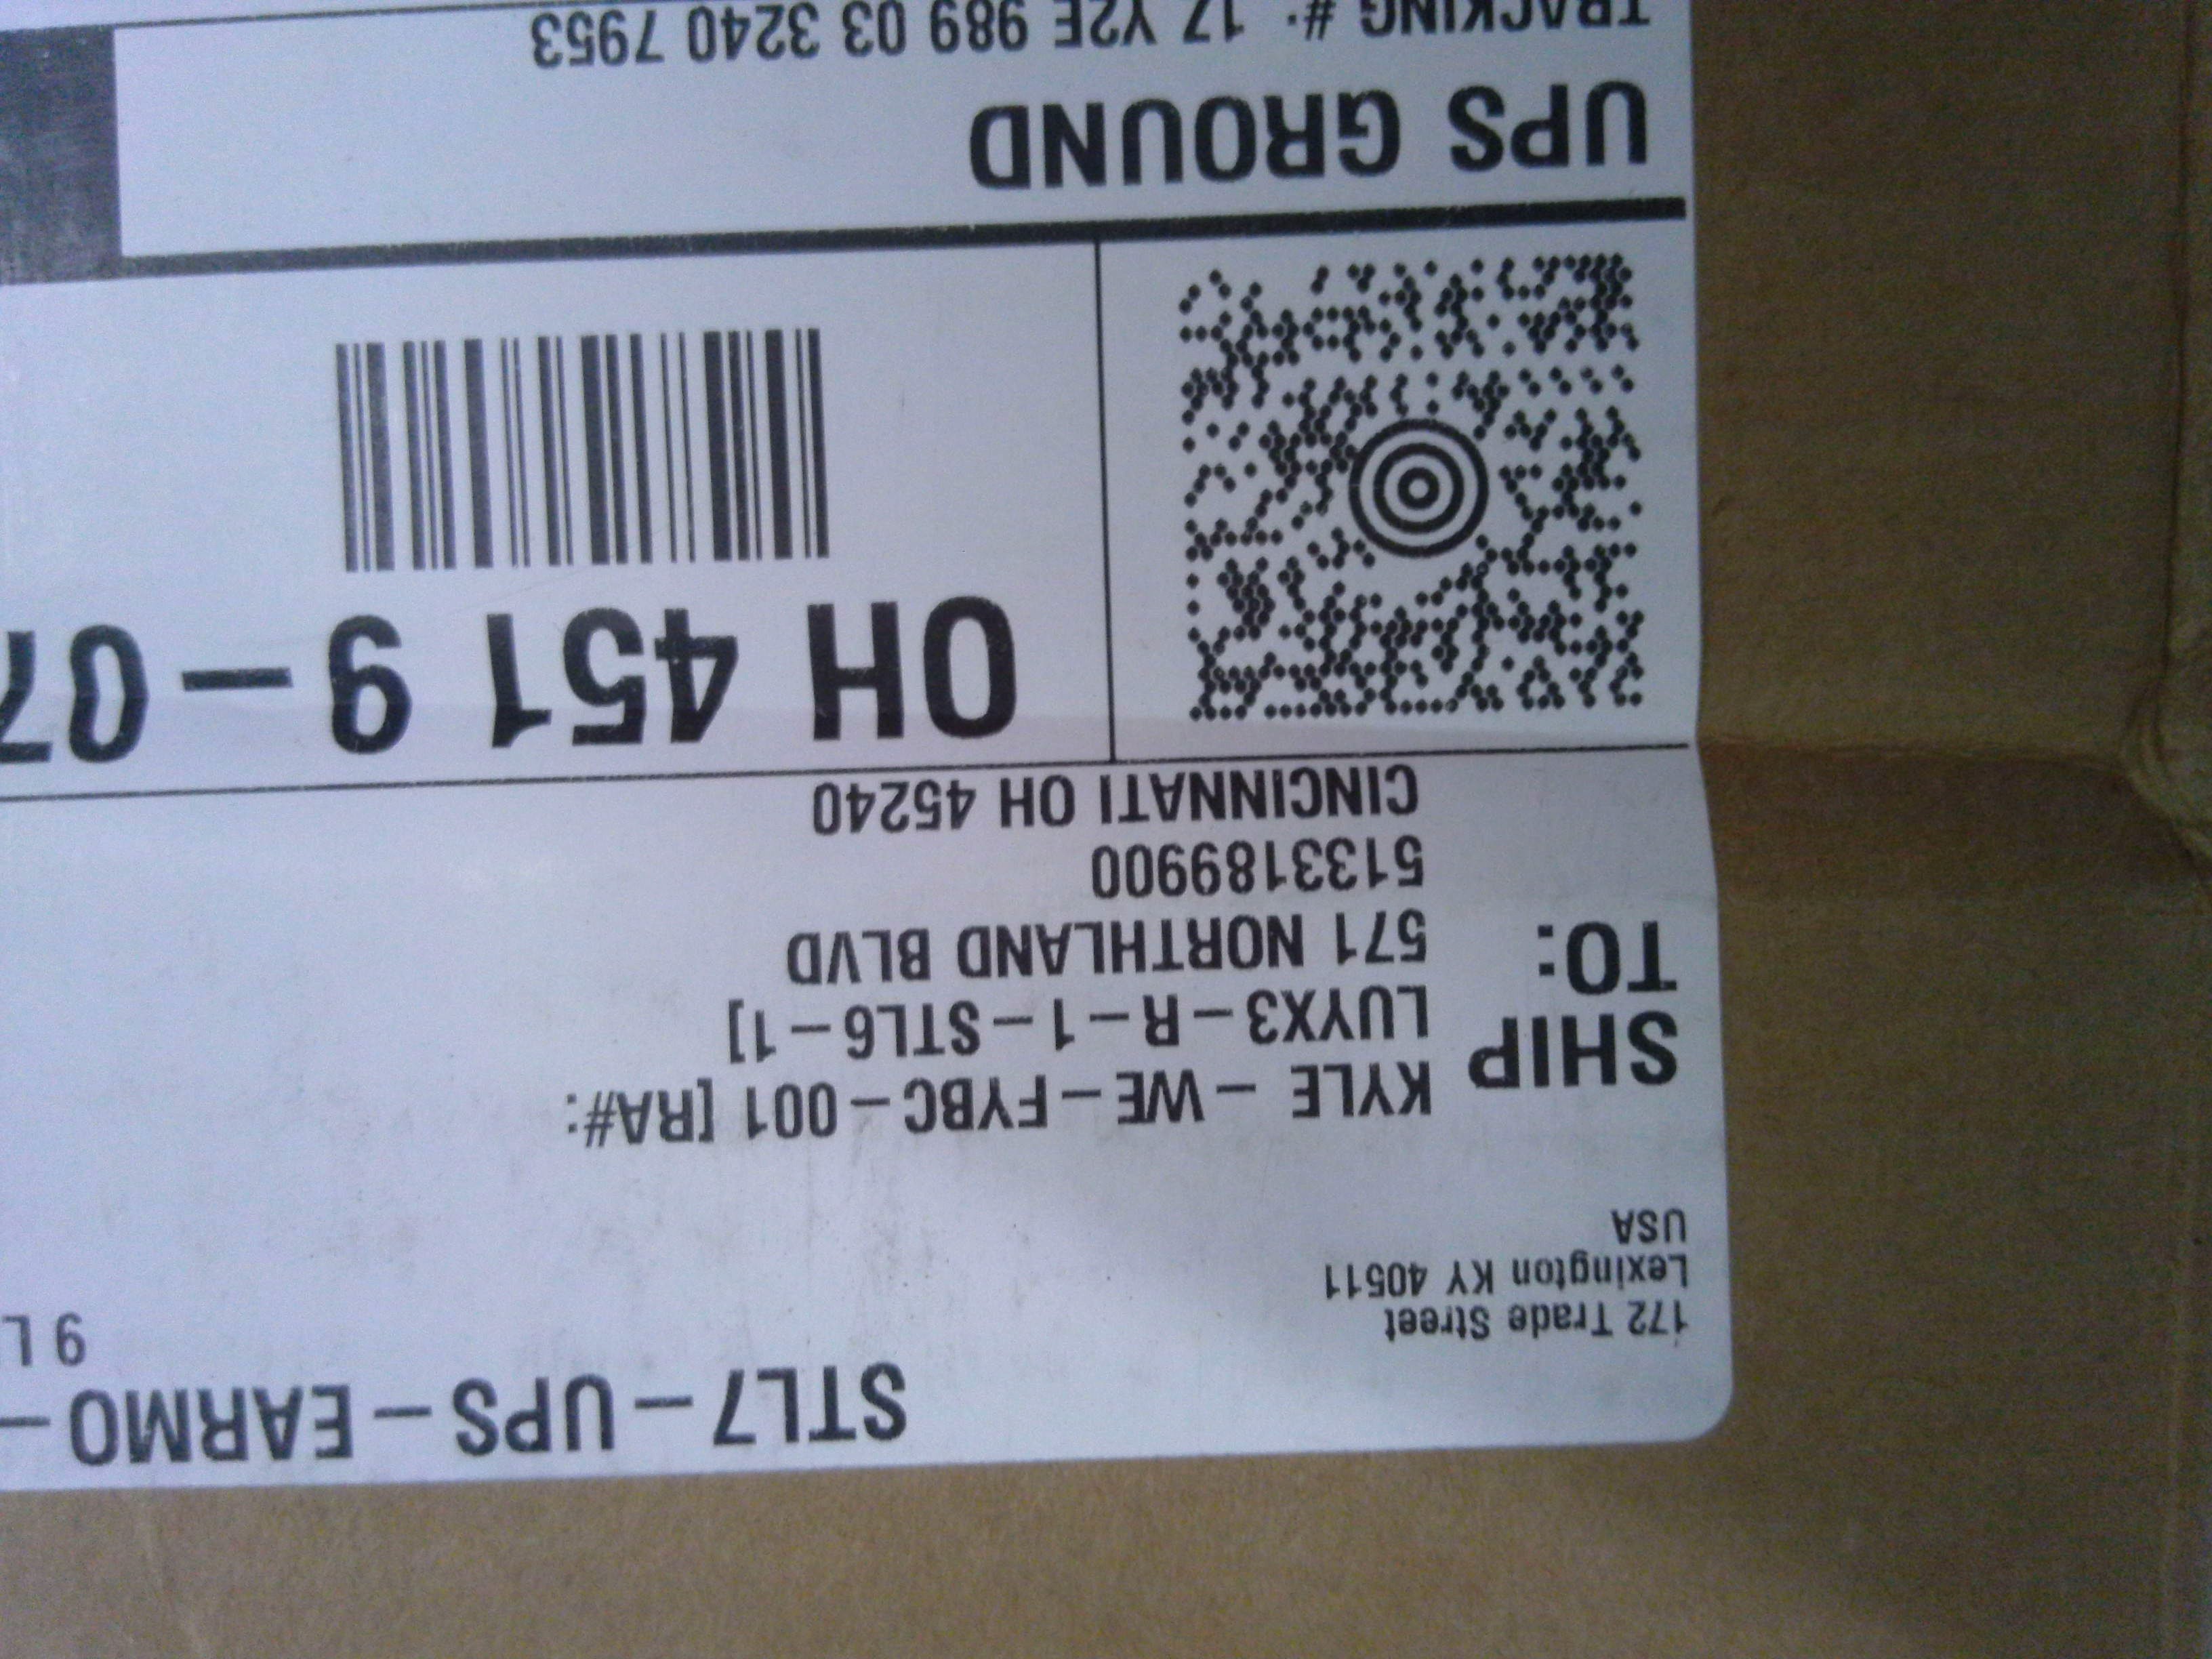 STL7-UPS-EARMO-
9 L
172 Trade Street
Lexington KY 40511
USA
SHIP TO:
KYLE - WE-FYBC-001 [RA#:
LUYX3-R-1-STL6-1]
571 NORTHLAND BLVD
5133189900
CINCINNATI OH 45240
OH 451 9-07
UPS GROUND
TRACKING #: 17 Y2E 989 03 3240 7953